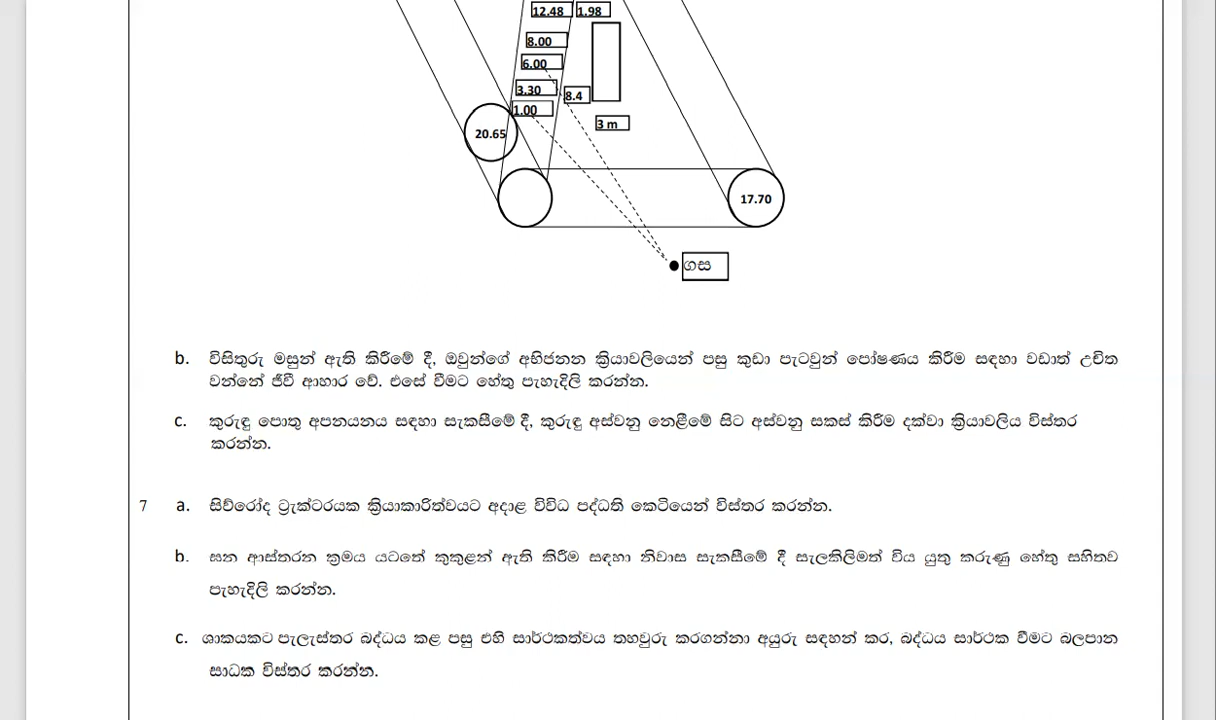 12.48 1.98
8.00
6.00
3.30
8.4
1.00
3 m
20.65
17.70
ගස
b. විසිතුරු මසුන් ඇති කිරීමේ දී, ඔවුන්ගේ අභිජනන ක්‍රියාවලියෙන් පසු කුඩා පැටවුන් පෝෂණය කිරීම සඳහා වඩාත් උචිත
වන්නේ ජීවී ආහාර වේ. එසේ වීමට හේතු පැහැදිලි කරන්න.
c. කුරුඳු පොතු අපනයනය සඳහා සැකසීමේ දී, කුරුඳු අස්වනු නෙළීමේ සිට අස්වනු සකස් කිරීම දක්වා ක්‍රියාවලිය විස්තර
කරන්න.
7 a. සිව්රෝද ට්‍රැක්ටරයක ක්‍රියාකාරිත්වයට අදාළ විවිධ පද්ධති කෙටියෙන් විස්තර කරන්න.
b. ඝන ආස්තරන ක්‍රමය යටතේ කුකුළන් ඇති කිරීම සඳහා නිවාස සැකසීමේ දී සැලකිලිමත් විය යුතු කරුණු හේතු සහිතව
පැහැදිලි කරන්න.
c. ශාකයකට පැලැස්තර බද්ධය කළ පසු එහි සාර්ථකත්වය තහවුරු කරගන්නා අයුරු සඳහන් කර, බද්ධය සාර්ථක වීමට බලපාන
සාධක විස්තර කරන්න.